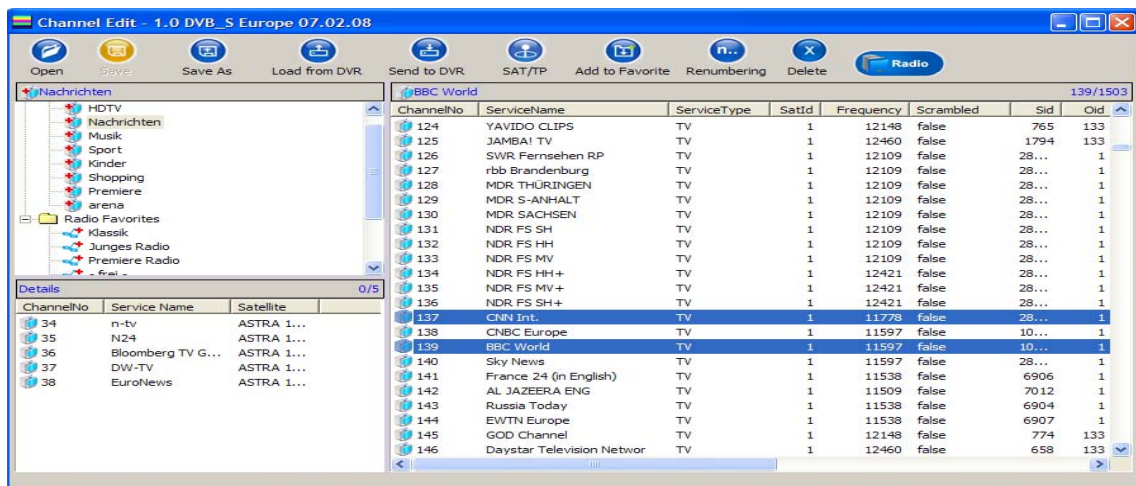 Channel Edit - 1.0 DVB_S Europe 07.02.08
Open Save Save As Load from DVR Send to DVR SAT/TP Add to Favorite n.. Renumbering X Delete Radio
Nachrichten
HDTV
Nachrichten
Musik
Sport
Kinder
Shopping
Premiere
arena
Radio Favorites
Klassik
Junges Radio
Premiere Radio
- frei -
Details 0/5
ChannelNo Service Name Satellite
34 n-tv ASTRA 1...
35 N24 ASTRA 1...
36 Bloomberg TV G... ASTRA 1...
37 DW-TV ASTRA 1...
38 EuroNews ASTRA 1...
BBC World 139/1503
ChannelNo ServiceName ServiceType SatId Frequency Scrambled Sid Oid
124 YAVIDO CLIPS TV 1 12148 false 765 133
125 JAMBA! TV TV 1 12460 false 1794 133
126 SWR Fernsehen RP TV 1 12109 false 28... 1
127 rbb Brandenburg TV 1 12109 false 28... 1
128 MDR THÜRINGEN TV 1 12109 false 28... 1
129 MDR S-ANHALT TV 1 12109 false 28... 1
130 MDR SACHSEN TV 1 12109 false 28... 1
131 NDR FS SH TV 1 12109 false 28... 1
132 NDR FS HH TV 1 12109 false 28... 1
133 NDR FS MV TV 1 12109 false 28... 1
134 NDR FS HH+ TV 1 12421 false 28... 1
135 NDR FS MV+ TV 1 12421 false 28... 1
136 NDR FS SH+ TV 1 12421 false 28... 1
137 CNN Int. TV 1 11778 false 28... 1
138 CNBC Europe TV 1 11597 false 10... 1
139 BBC World TV 1 11597 false 10... 1
140 Sky News TV 1 11597 false 28... 1
141 France 24 (in English) TV 1 11538 false 6906 1
142 AL JAZEERA ENG TV 1 11509 false 7012 1
143 Russia Today TV 1 11538 false 6904 1
144 EWTN Europe TV 1 11538 false 6907 1
145 GOD Channel TV 1 12148 false 774 133
146 Daystar Television Networ TV 1 12460 false 658 133